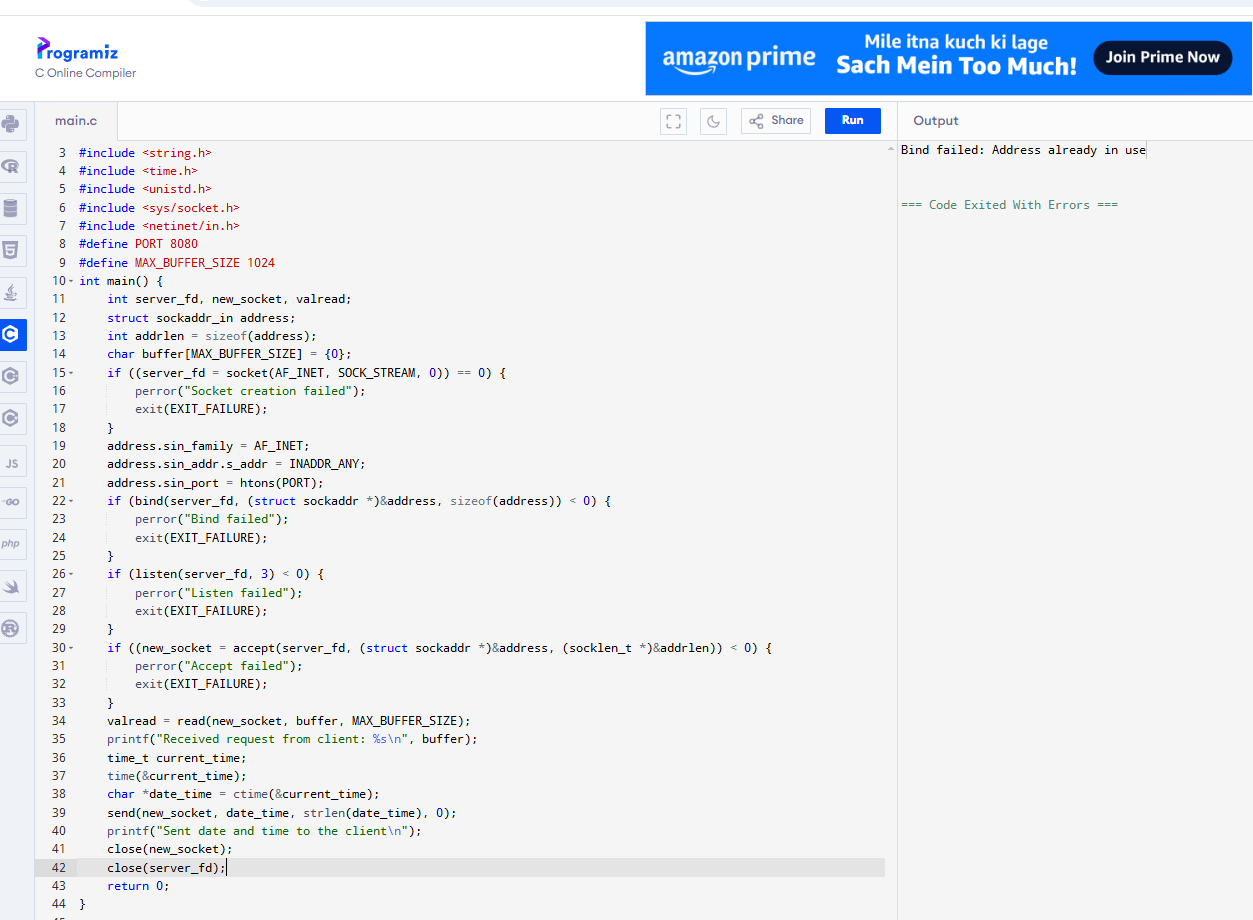 Programiz
C Online Compiler
amazon prime
Mile itna kuch ki lage
Sach Mein Too Much!
Join Prime Now
main.c
Share
Run
Output
3 #include <string.h>
4 #include <time.h>
5 #include <unistd.h>
6 #include <sys/socket.h>
7 #include <netinet/in.h>
8 #define PORT 8080
9 #define MAX_BUFFER_SIZE 1024
10 int main() {
11     int server_fd, new_socket, valread;
12     struct sockaddr_in address;
13     int addrlen = sizeof(address);
14     char buffer[MAX_BUFFER_SIZE] = {0};
15     if ((server_fd = socket(AF_INET, SOCK_STREAM, 0)) == 0) {
16         perror("Socket creation failed");
17         exit(EXIT_FAILURE);
18     }
19     address.sin_family = AF_INET;
20     address.sin_addr.s_addr = INADDR_ANY;
21     address.sin_port = htons(PORT);
22     if (bind(server_fd, (struct sockaddr *)&address, sizeof(address)) < 0) {
23         perror("Bind failed");
24         exit(EXIT_FAILURE);
25     }
26     if (listen(server_fd, 3) < 0) {
27         perror("Listen failed");
28         exit(EXIT_FAILURE);
29     }
30     if ((new_socket = accept(server_fd, (struct sockaddr *)&address, (socklen_t *)&addrlen)) < 0) {
31         perror("Accept failed");
32         exit(EXIT_FAILURE);
33     }
34     valread = read(new_socket, buffer, MAX_BUFFER_SIZE);
35     printf("Received request from client: %s\n", buffer);
36     time_t current_time;
37     time(&current_time);
38     char *date_time = ctime(&current_time);
39     send(new_socket, date_time, strlen(date_time), 0);
40     printf("Sent date and time to the client\n");
41     close(new_socket);
42     close(server_fd);
43     return 0;
44 }
Bind failed: Address already in use
=== Code Exited With Errors ===
R
5
C
C
C
JS
GO
php
R